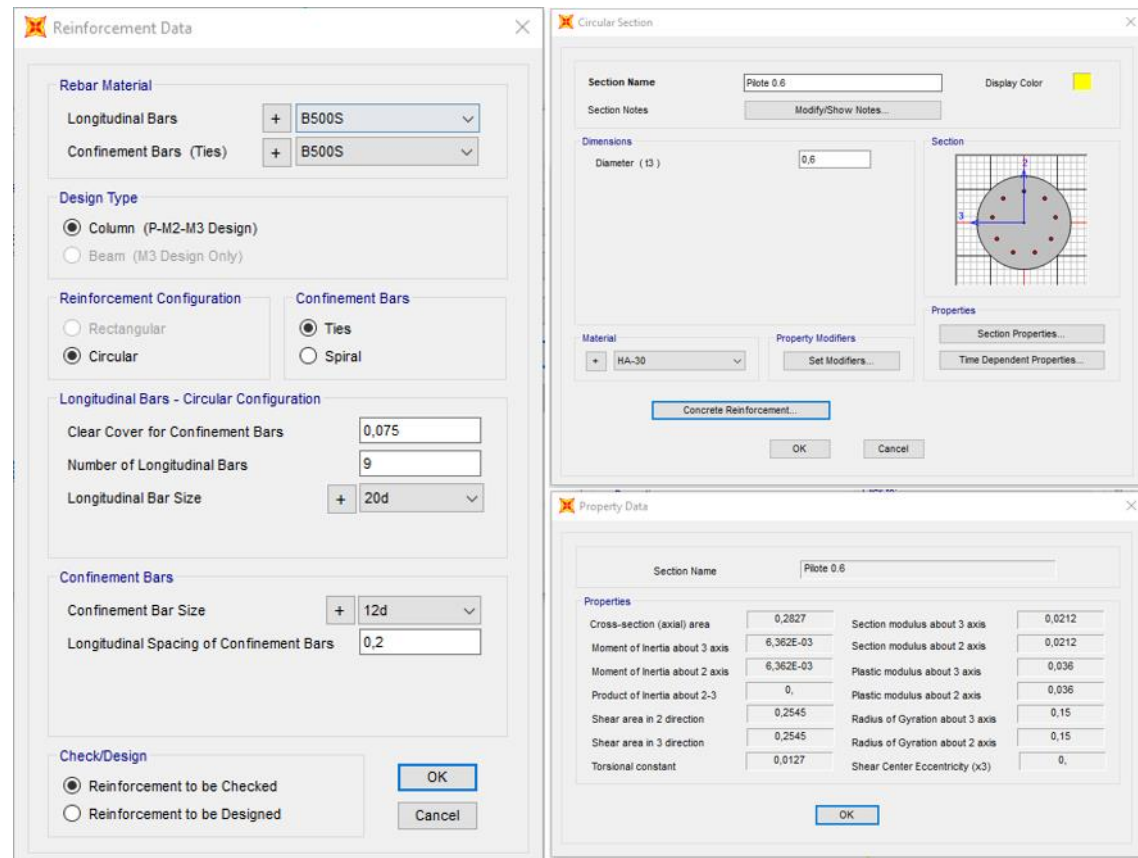 Reinforcement Data
Rebar Material
Longitudinal Bars + B500S
Confinement Bars (Ties) + B500S
Design Type
Column (P-M2-M3 Design)
Beam (M3 Design Only)
Reinforcement Configuration
Rectangular
Circular
Confinement Bars
Ties
Spiral
Longitudinal Bars - Circular Configuration
Clear Cover for Confinement Bars 0,075
Number of Longitudinal Bars 9
Longitudinal Bar Size + 20d
Confinement Bars
Confinement Bar Size + 12d
Longitudinal Spacing of Confinement Bars 0,2
Check/Design
Reinforcement to be Checked
Reinforcement to be Designed
OK
Cancel
Circular Section
Section Name Pilote 0.6 Display Color
Section Notes Modify/Show Notes...
Dimensions
Diameter ( t3 ) 0,6
Section
2
3
Properties
Section Properties...
Time Dependent Properties...
Material
+ HA-30
Property Modifiers
Set Modifiers...
Concrete Reinforcement...
OK Cancel
Property Data
Section Name Pilote 0.6
Properties
Cross-section (axial) area 0,2827 Section modulus about 3 axis 0,0212
Moment of Inertia about 3 axis 6,362E-03 Section modulus about 2 axis 0,0212
Moment of Inertia about 2 axis 6,362E-03 Plastic modulus about 3 axis 0,036
Product of Inertia about 2-3 0, Plastic modulus about 2 axis 0,036
Shear area in 2 direction 0,2545 Radius of Gyration about 3 axis 0,15
Shear area in 3 direction 0,2545 Radius of Gyration about 2 axis 0,15
Torsional constant 0,0127 Shear Center Eccentricity (x3) 0,
OK